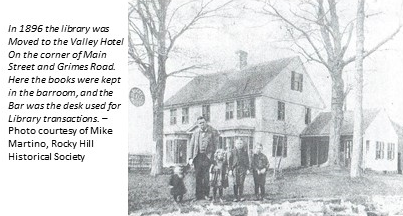 In 1896 the library was
Moved to the Valley Hotel
On the corner of Main
Street and Grimes Road.
Here the books were kept
in the barroom, and the
Bar was the desk used for
Library transactions. –
Photo courtesy of Mike
Martino, Rocky Hill
Historical Society